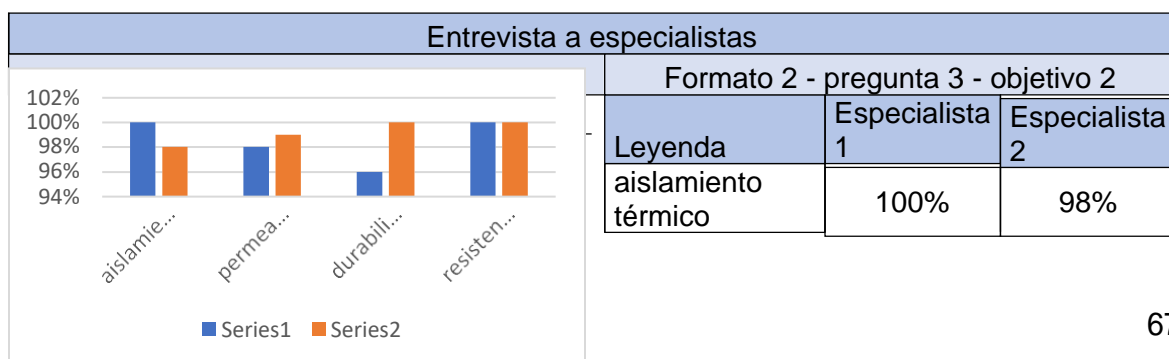 Entrevista a especialistas
Formato 2 - pregunta 3 - objetivo 2
102%
100%
98%
96%
94%
aislamie...
permea...
durabili...
resisten...
Series1 Series2
Leyenda
Especialista 1
Especialista 2
aislamiento térmico
100%
98%
67